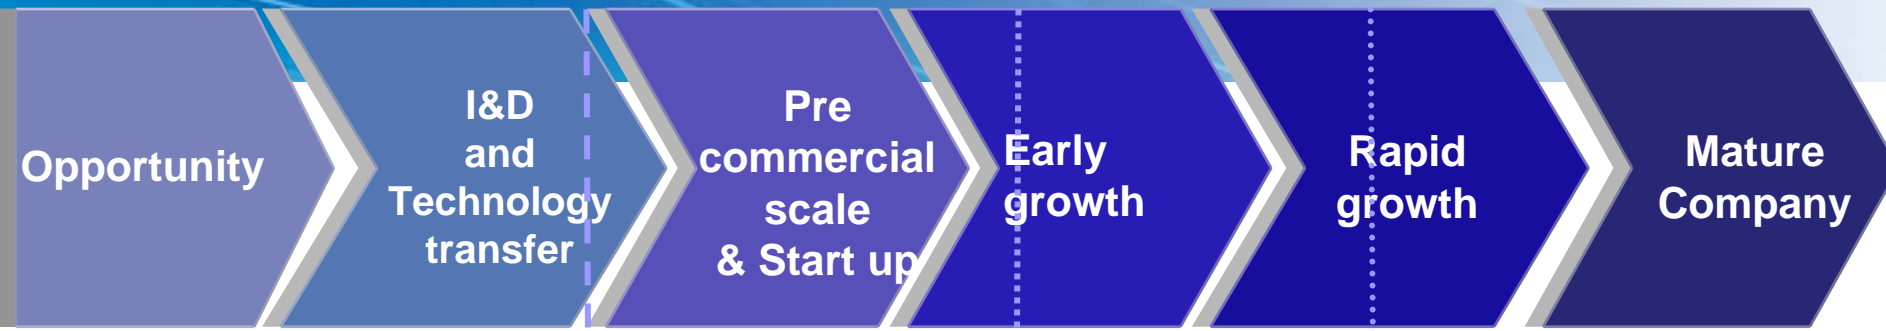 Opportunity
I&D
and
Technology
transfer
Pre
commercial
scale
& Start up
Early
growth
Rapid
growth
Mature
Company